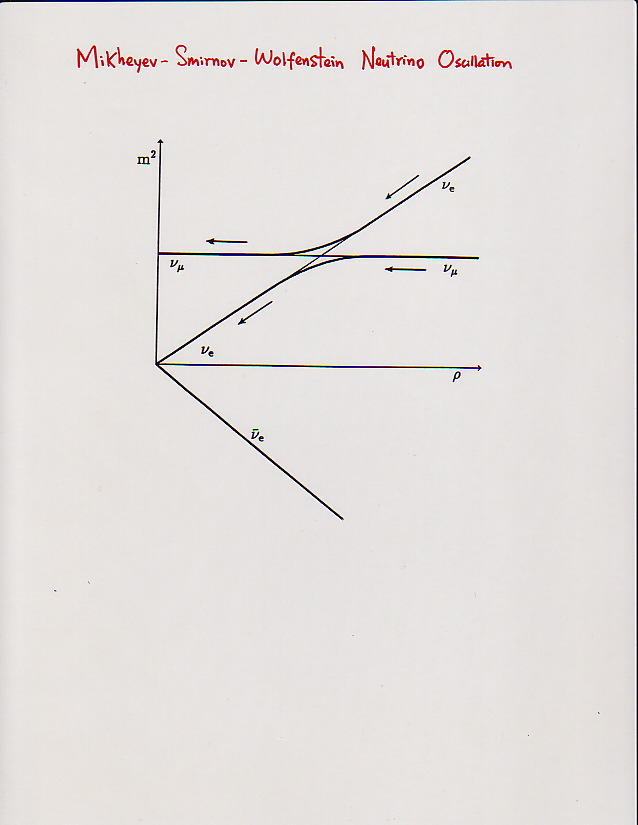 Mikheyev - Smirnov - Wolfenstein Neutrino Oscillation
m²
νe
νμ
νμ
νe
ρ
ν̄e